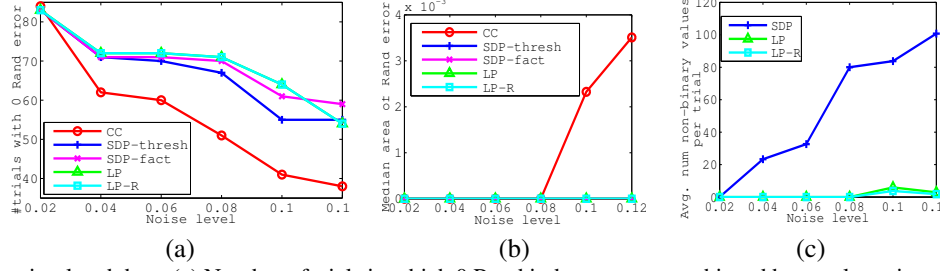 #trials with 0 Rand error
80
70
60
50
40
CC
SDP-thresh
SDP-fact
LP
LP-R
0.02 0.04 0.06 0.08 0.1 0.1
Noise level
(a)
x 10
-3
Median area of Rand error
4
3
2
1
0
CC
SDP-thresh
SDP-fact
LP
LP-R
0.02 0.04 0.06 0.08 0.1 0.12
Noise level
(b)
Avg. num non-binary values
per trial
120
100
80
60
40
20
0
SDP
LP
LP-R
0.02 0.04 0.06 0.08 0.1 0.1
Noise level
(c)